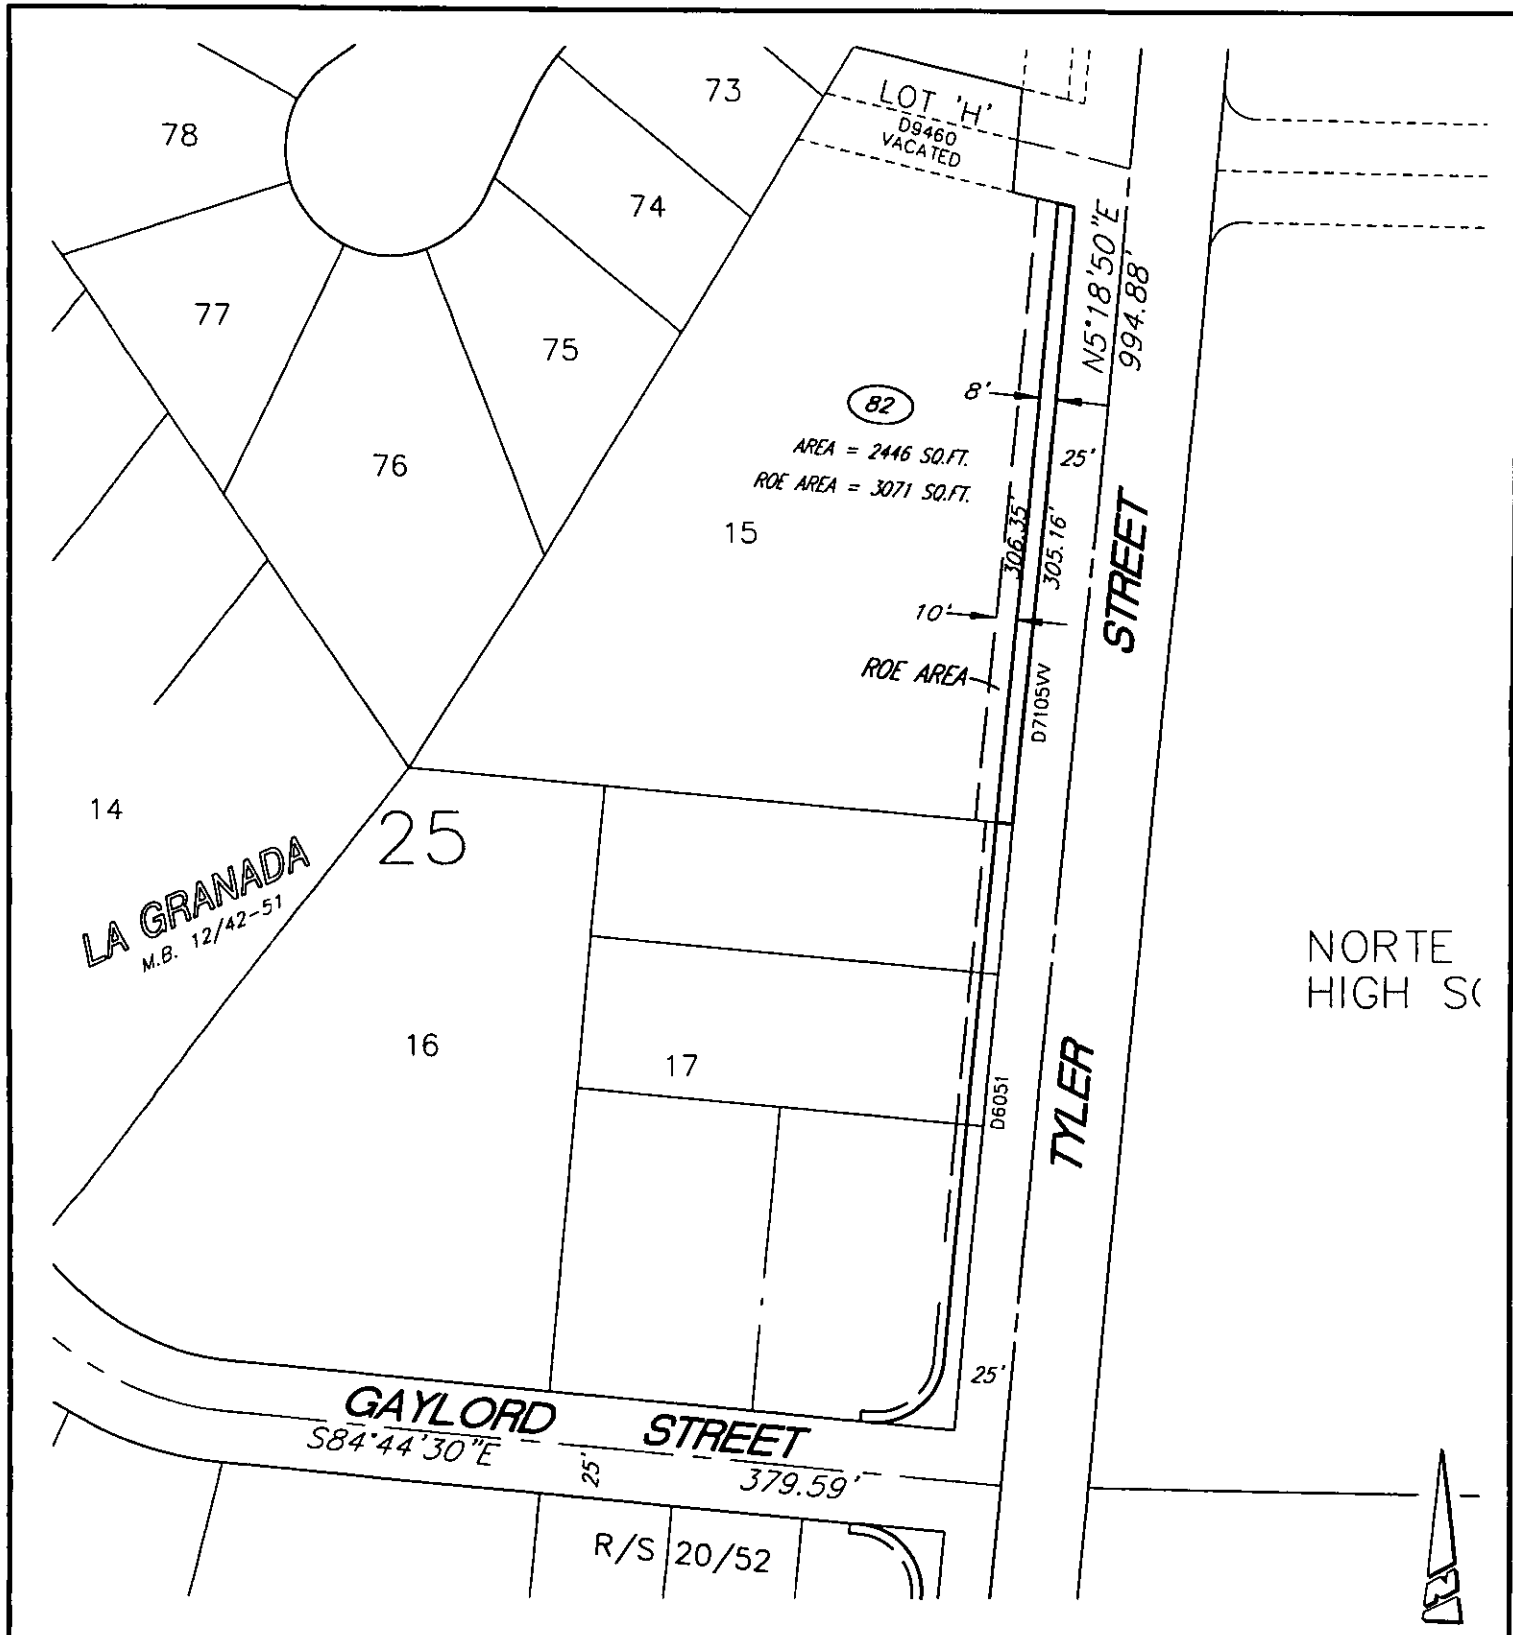 73
LOT 'H'
D9460
VACATED
78
74
N5°18'50"E
994.88'
77
75
8'
82
AREA = 2446 SQ.FT.
25'
76
ROE AREA = 3071 SQ.FT.
15
306.35'
305.16'
STREET
10'
ROE AREA
D7105VV
14
25
LA GRANADA
M.B. 12/42-51
NORTE
HIGH SC
16
17
D6051
TYLER
25'
GAYLORD STREET
S84°44'30"E
25'
379.59'
R/S 20/52